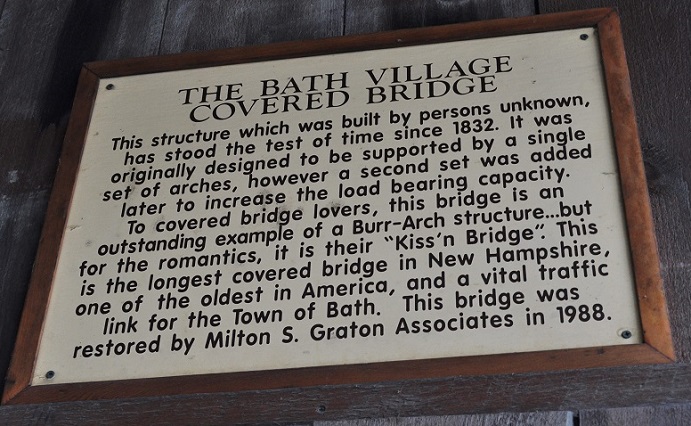 THE BATH VILLAGE
COVERED BRIDGE
This structure which was built by persons unknown,
has stood the test of time since 1832. It was
originally designed to be supported by a single
set of arches, however a second set was added
later to increase the load bearing capacity.
To covered bridge lovers, this bridge is an
outstanding example of a Burr-Arch structure...but
for the romantics, it is their "Kiss'n Bridge". This
is the longest covered bridge in New Hampshire,
one of the oldest in America, and a vital traffic
link for the Town of Bath. This bridge was
restored by Milton S. Graton Associates in 1988.